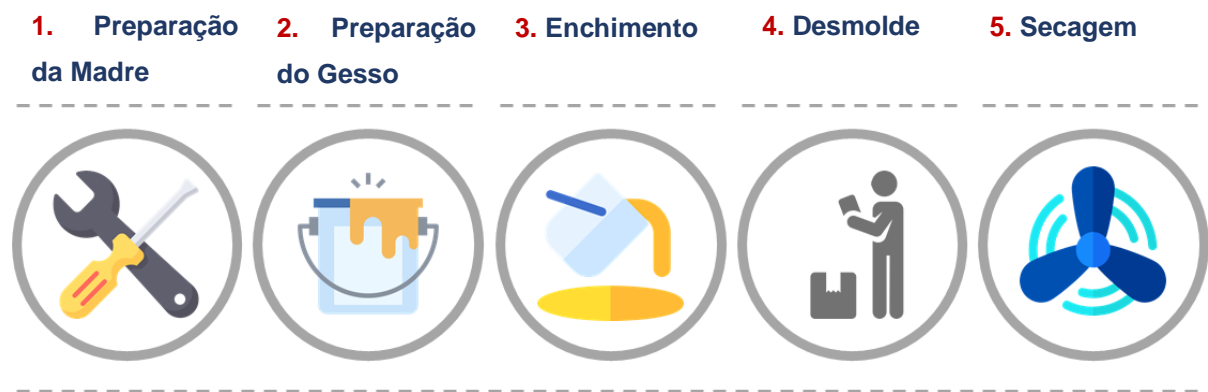 1. Preparação
da Madre
2. Preparação
do Gesso
3. Enchimento
4. Desmolde
5. Secagem